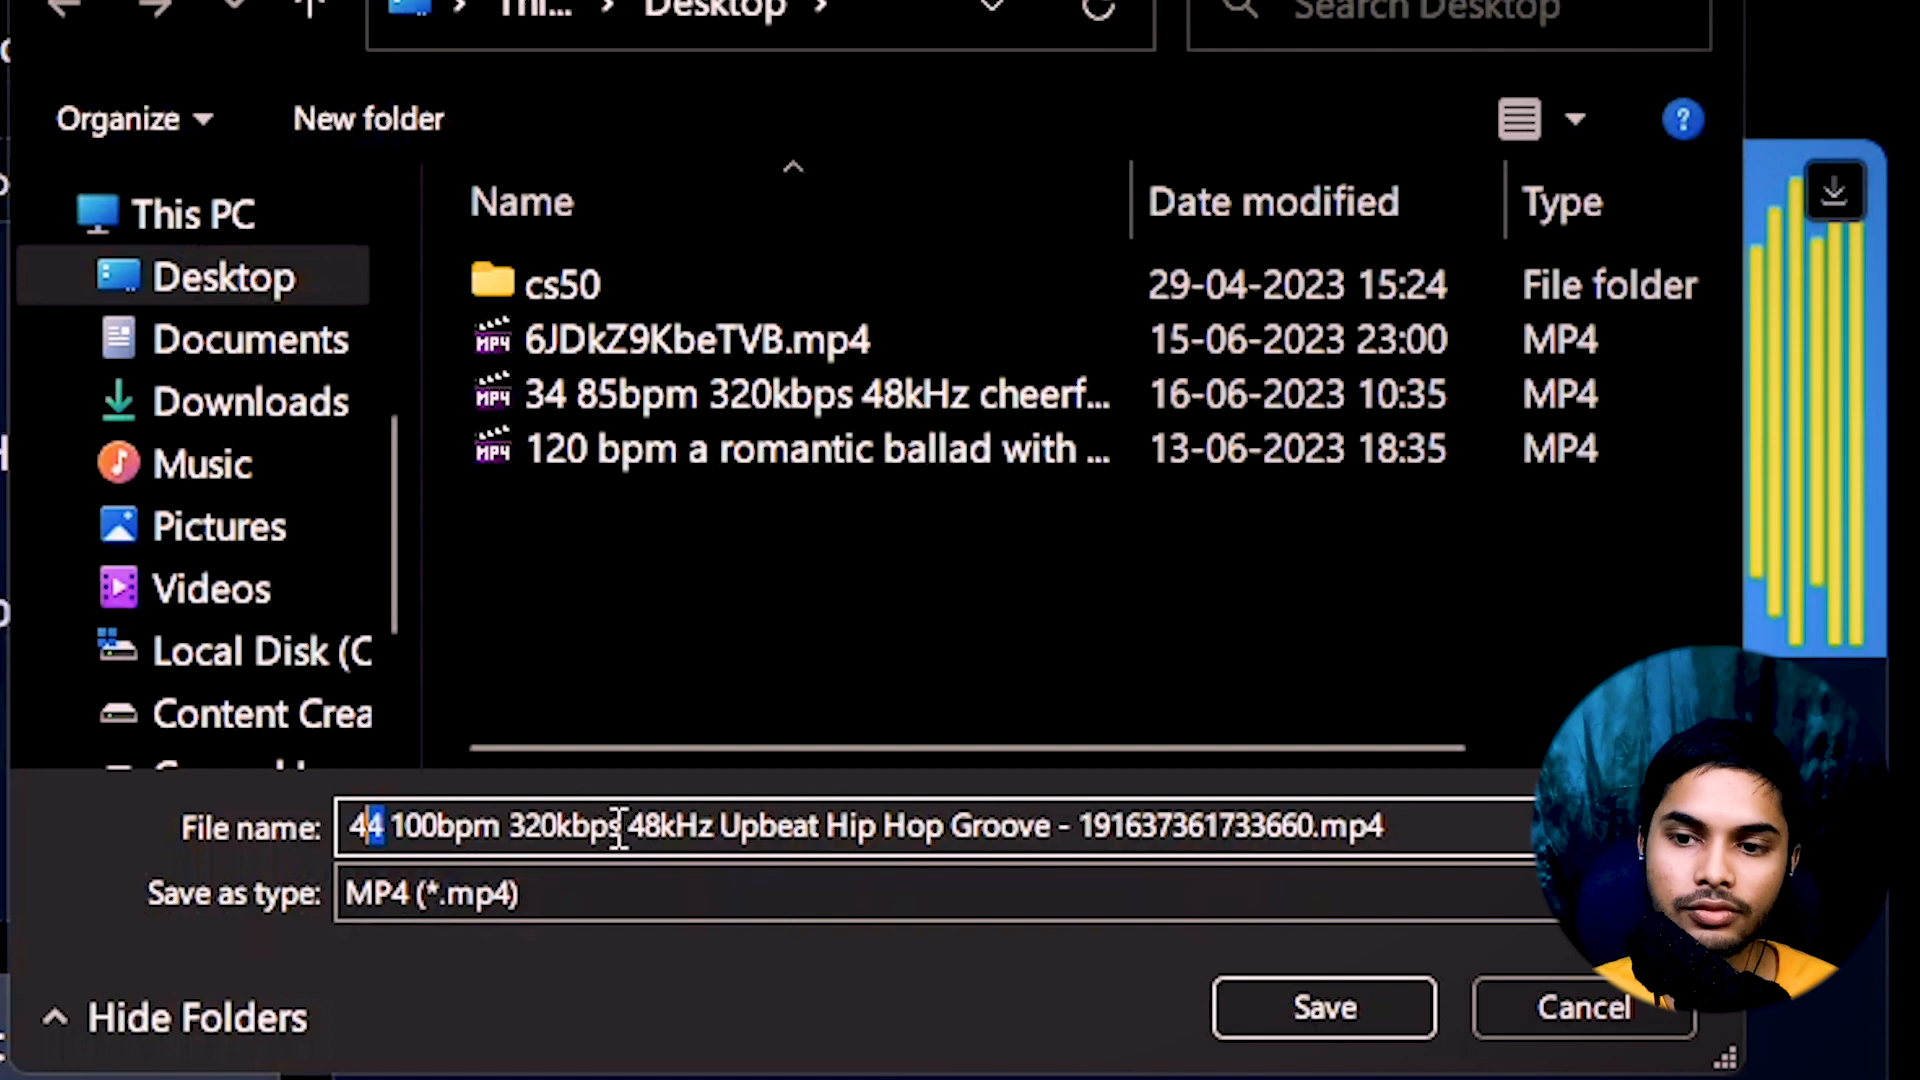 Thi... > Desktop >
Search Desktop
Organize
New folder
?
Name
Date modified
Type
This PC
Desktop
Documents
Downloads
Music
Pictures
Videos
Local Disk (C
Content Crea
cs50 29-04-2023 15:24 File folder
MP4 6JDkZ9KbeTVB.mp4 15-06-2023 23:00 MP4
MP4 34 85bpm 320kbps 48kHz cheerf... 16-06-2023 10:35 MP4
MP4 120 bpm a romantic ballad with ... 13-06-2023 18:35 MP4
File name: 44 100bpm 320kbps 48kHz Upbeat Hip Hop Groove - 191637361733660.mp4
Save as type: MP4 (*.mp4)
Hide Folders
Save
Cancel